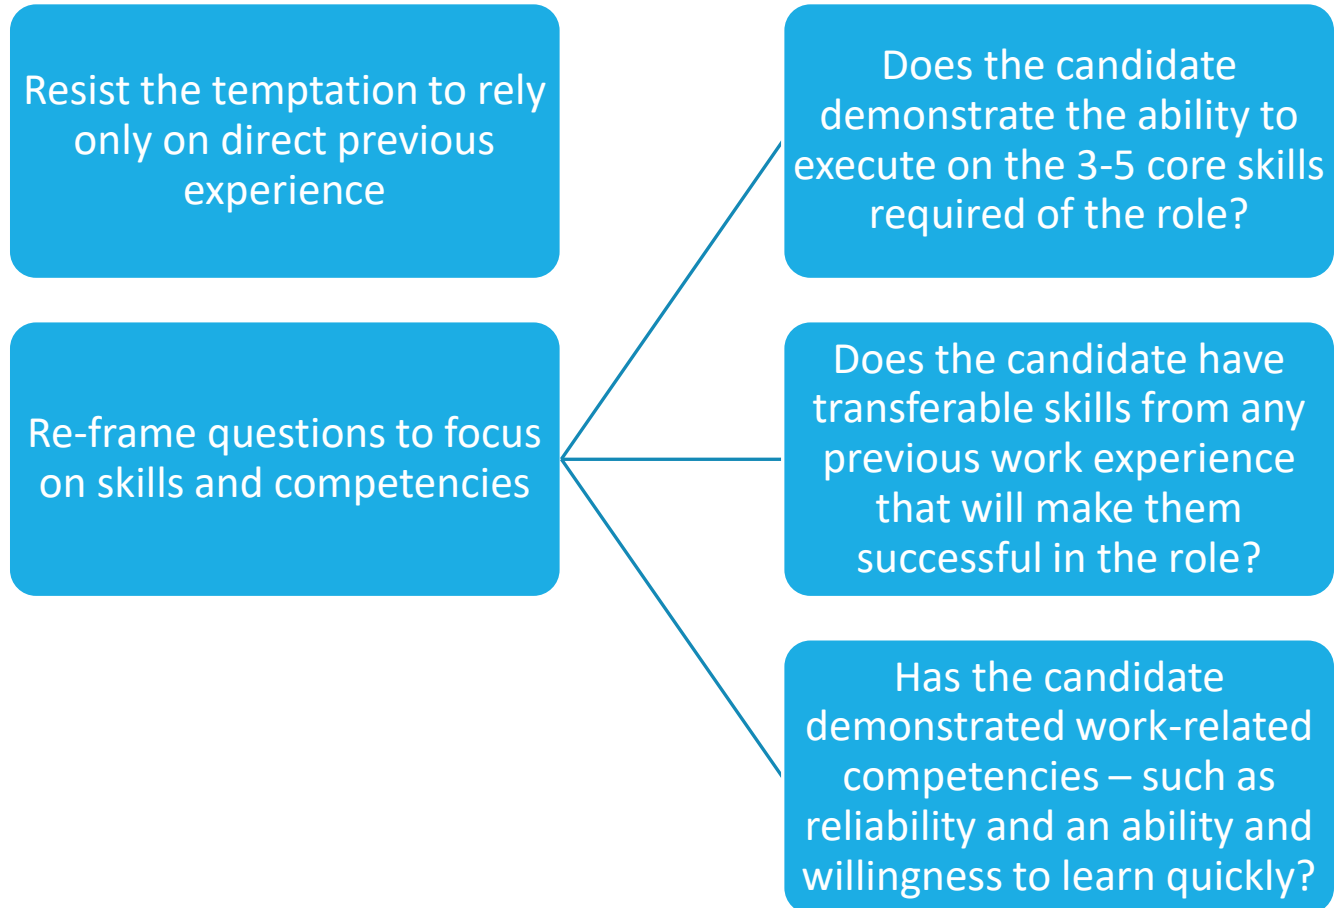 Resist the temptation to rely
only on direct previous
experience
Re-frame questions to focus
on skills and competencies
Does the candidate
demonstrate the ability to
execute on the 3-5 core skills
required of the role?
Does the candidate have
transferable skills from any
previous work experience
that will make them
successful in the role?
Has the candidate
demonstrated work-related
competencies – such as
reliability and an ability and
willingness to learn quickly?